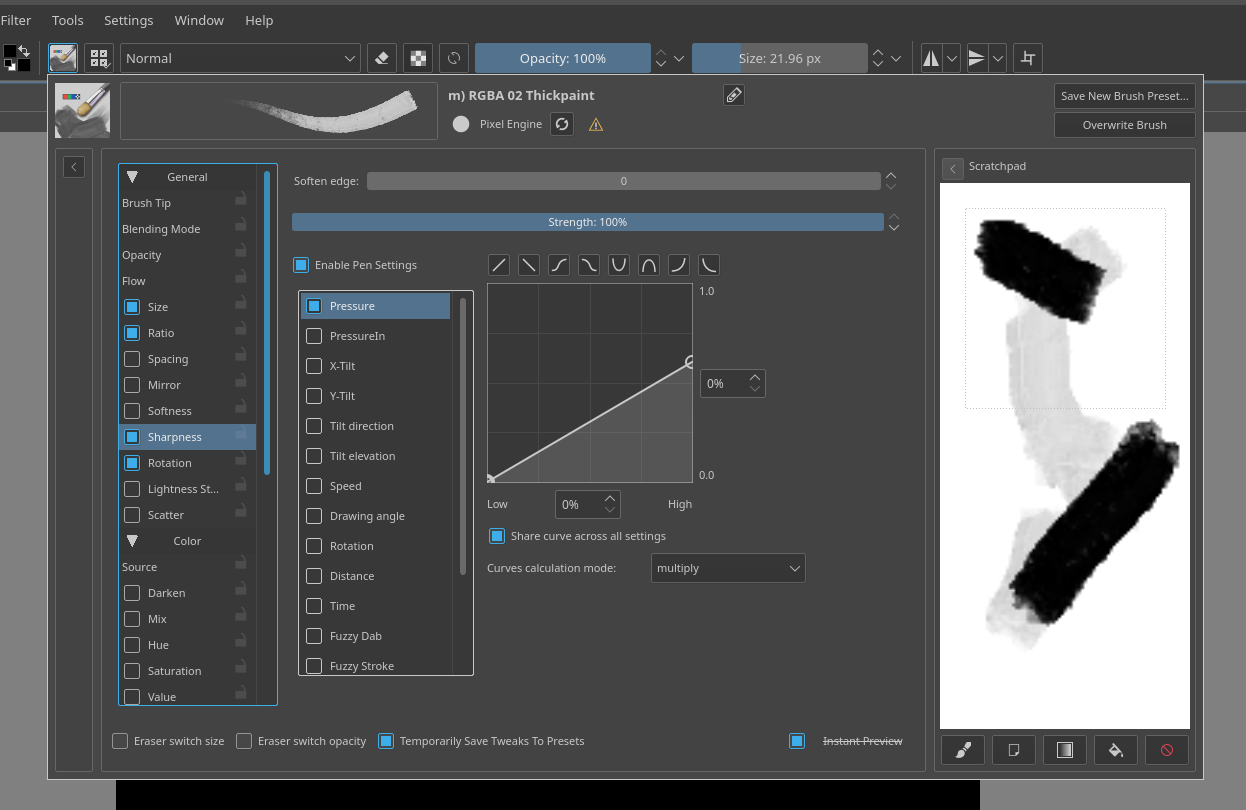 Filter Tools Settings Window Help
Normal Opacity: 100% Size: 21.96 px
m) RGBA 02 Thickpaint
Save New Brush Preset...
Pixel Engine
Overwrite Brush
General
Brush Tip
Blending Mode
Opacity
Flow
Size
Ratio
Spacing
Mirror
Softness
Sharpness
Rotation
Lightness St...
Scatter
Color
Source
Darken
Mix
Hue
Saturation
Value
Soften edge: 0
Strength: 100%
Enable Pen Settings
Pressure
PressureIn
X-Tilt
Y-Tilt
Tilt direction
Tilt elevation
Speed
Drawing angle
Rotation
Distance
Time
Fuzzy Dab
Fuzzy Stroke
1.0
0%
0.0
Low 0% High
Share curve across all settings
Curves calculation mode: multiply
Scratchpad
Eraser switch size Eraser switch opacity Temporarily Save Tweaks To Presets Instant Preview